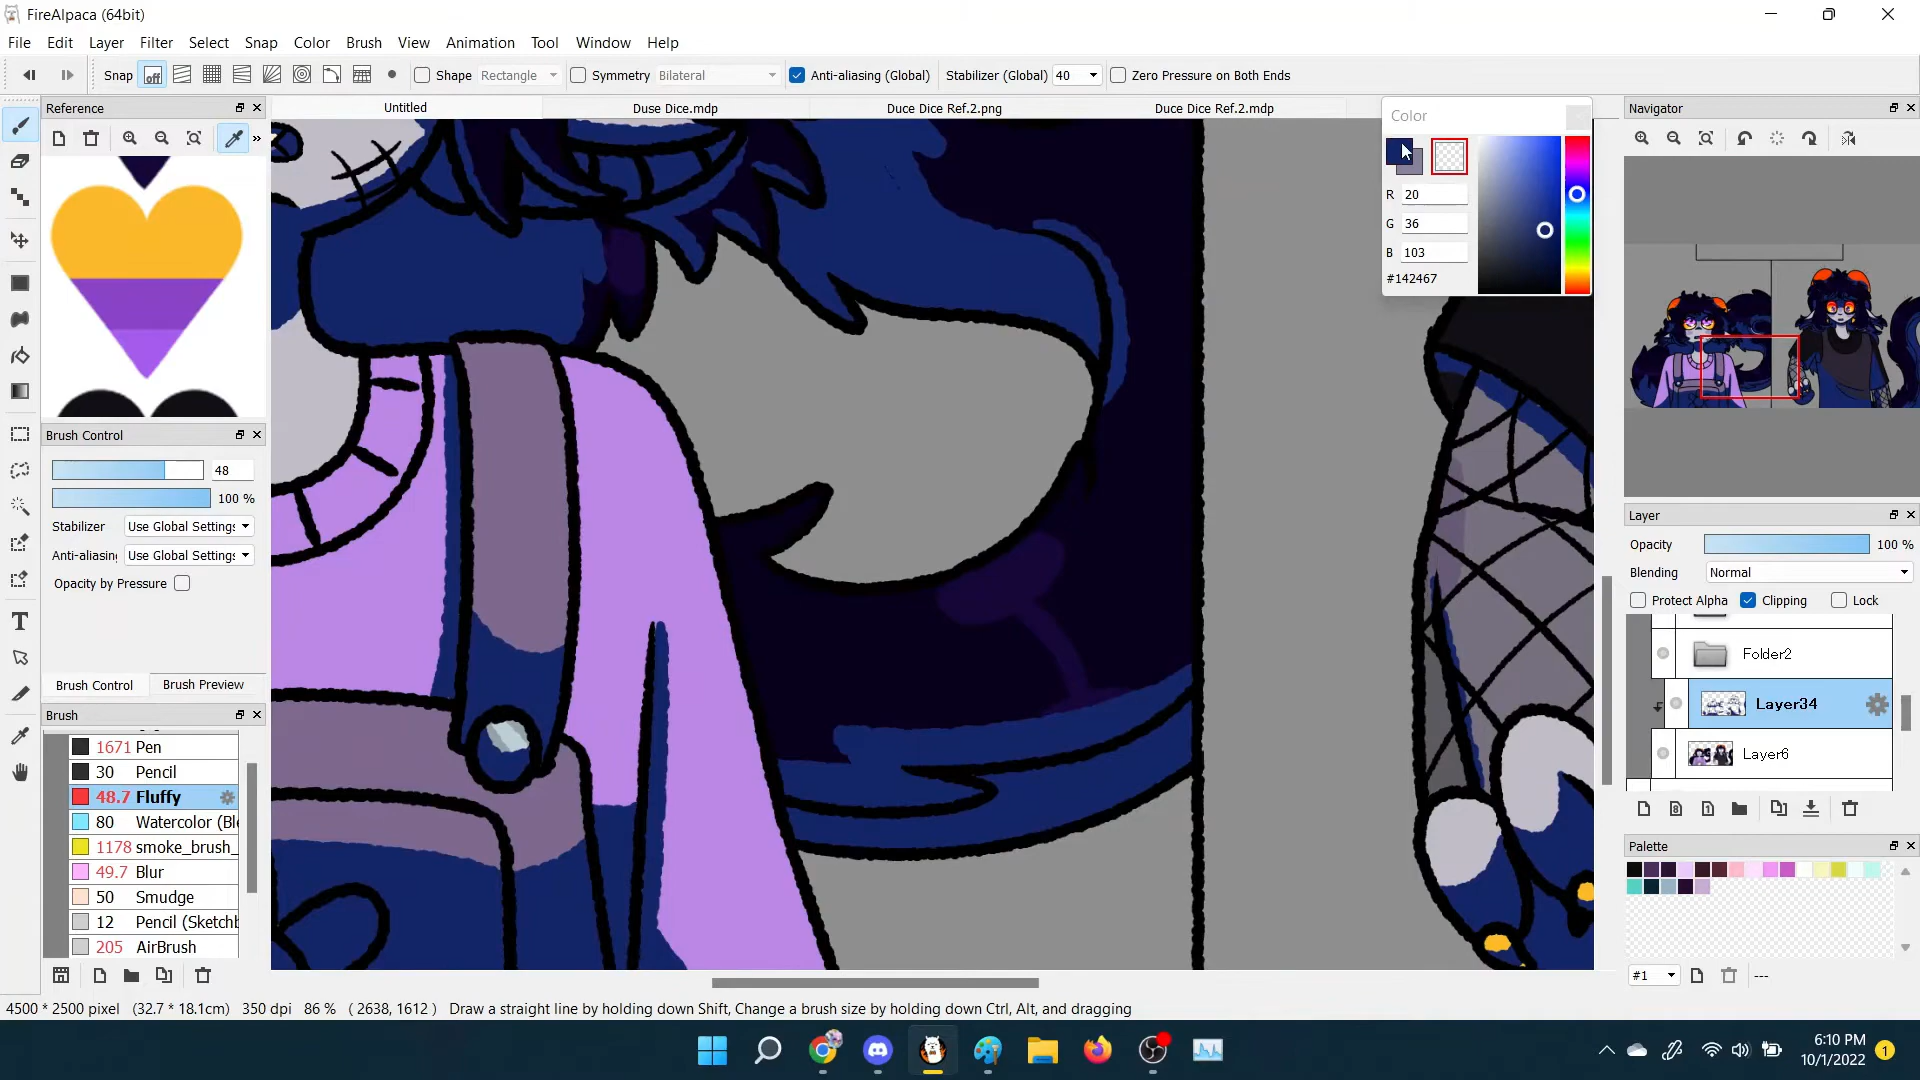 FireAlpaca (64bit)
File Edit Layer Filter Select Snap Color Brush View Animation Tool Window Help
Snap off Shape Rectangle Symmetry Bilateral Anti-aliasing (Global) Stabilizer (Global) 40 Zero Pressure on Both Ends
Reference
Untitled
Duse Dice.mdp
Duce Dice Ref.2.png
Duce Dice Ref.2.mdp
Color
R 20
G 36
B 103
#142467
Navigator
Brush Control
48
100 %
Stabilizer Use Global Settings
Anti-aliasing Use Global Settings
Opacity by Pressure
Brush Control Brush Preview
Brush
1671 Pen
30 Pencil
48.7 Fluffy
80 Watercolor (Ble
1178 smoke_brush_
49.7 Blur
50 Smudge
12 Pencil (Sketchb
205 AirBrush
Layer
Opacity 100 %
Blending Normal
Protect Alpha Clipping Lock
Folder2
Layer34
Layer6
Palette
#1 ---
4500 * 2500 pixel (32.7 * 18.1cm) 350 dpi 86 % ( 2638, 1612 ) Draw a straight line by holding down Shift, Change a brush size by holding down Ctrl, Alt, and dragging
6:10 PM
10/1/2022
1